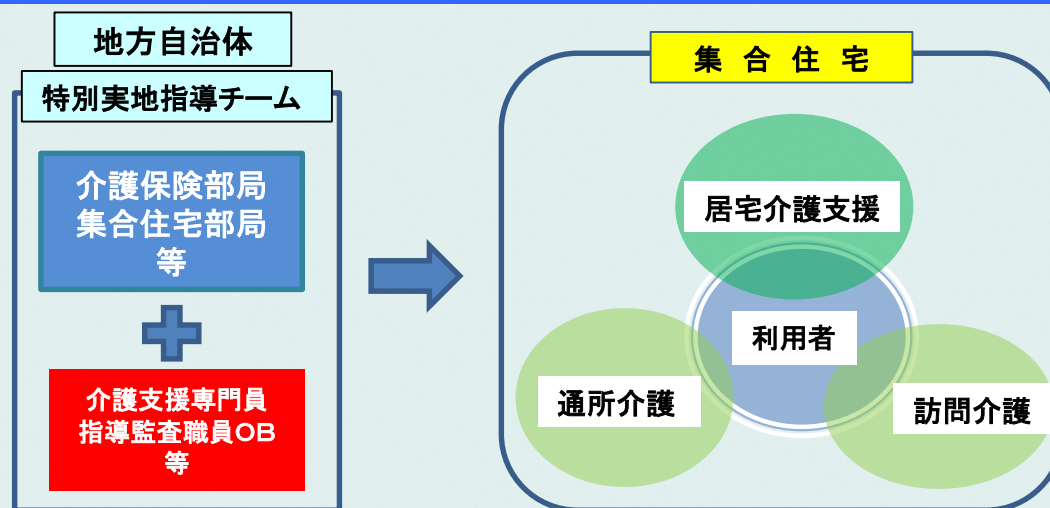 地方自治体
特別実地指導チーム
介護保険部局
集合住宅部局
等
介護支援専門員
指導監査職員OB
等
集合住宅
居宅介護支援
利用者
通所介護
訪問介護